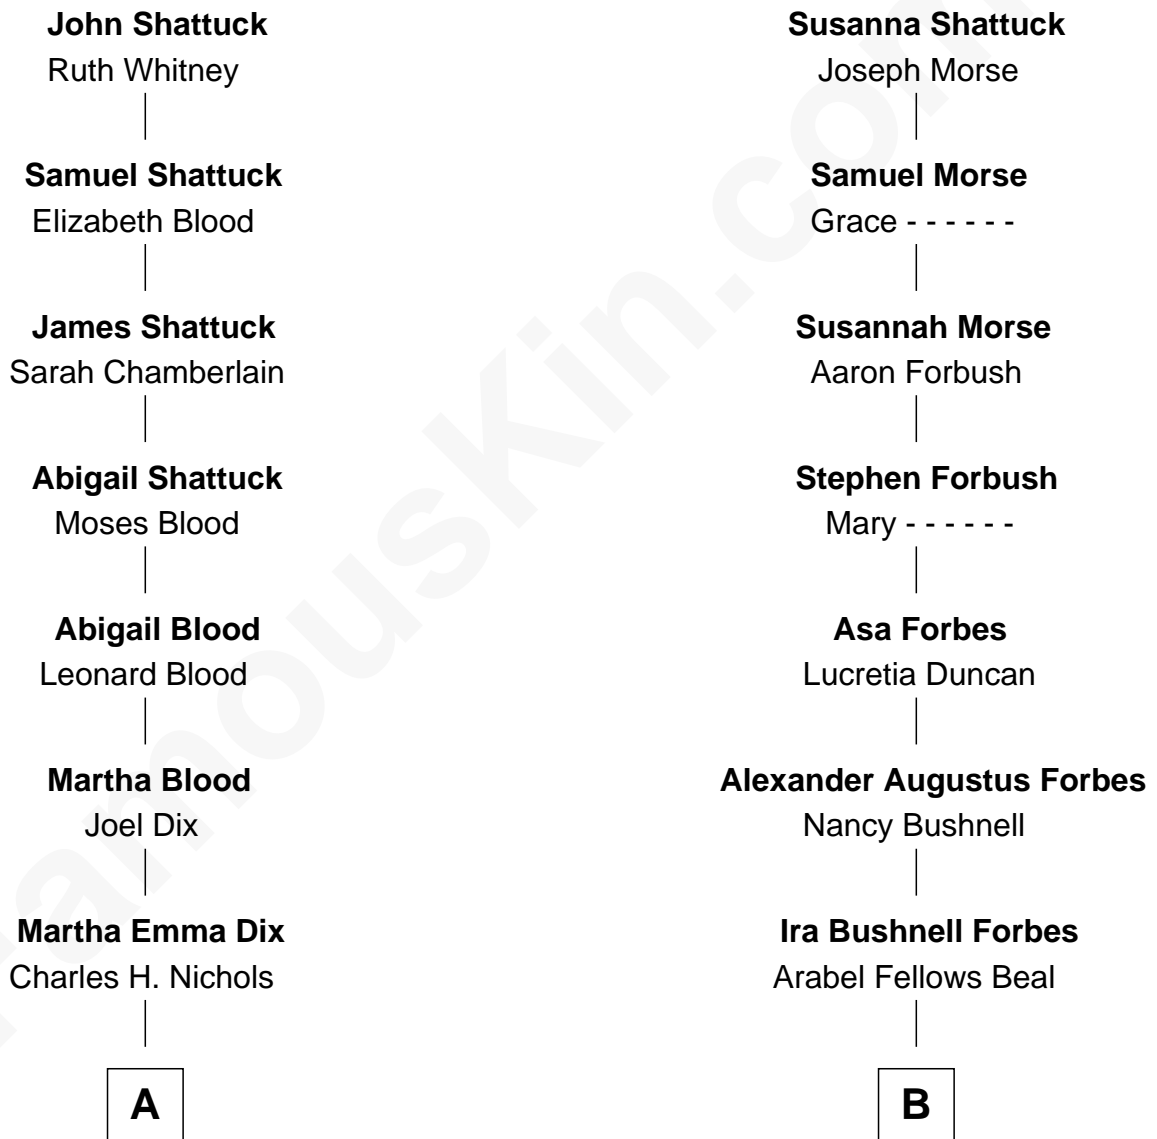 John Shattuck
Ruth Whitney
Samuel Shattuck
Elizabeth Blood
James Shattuck
Sarah Chamberlain
Abigail Shattuck
Moses Blood
Abigail Blood
Leonard Blood
Martha Blood
Joel Dix
Martha Emma Dix
Charles H. Nichols
A
Susanna Shattuck
Joseph Morse
Samuel Morse
Grace - - - - - -
Susannah Morse
Aaron Forbush
Stephen Forbush
Mary - - - - - -
Asa Forbes
Lucretia Duncan
Alexander Augustus Forbes
Nancy Bushnell
Ira Bushnell Forbes
Arabel Fellows Beal
B
FamousKin.com